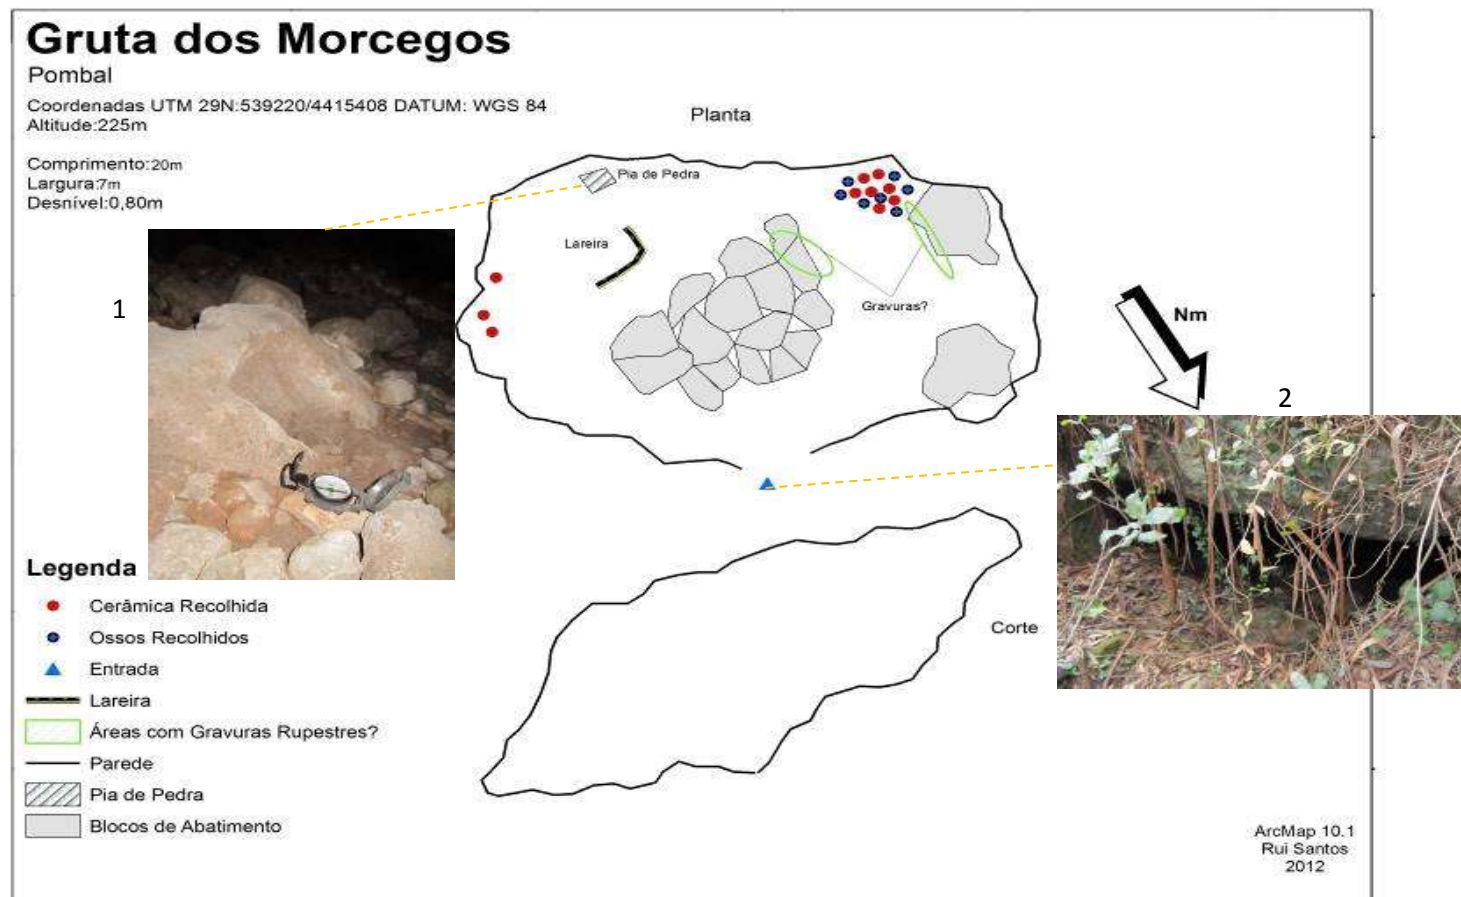 Gruta dos Morcegos
Pombal
Coordenadas UTM 29N:539220/4415408 DATUM: WGS 84
Altitude:225m
Comprimento:20m
Largura:7m
Desnível:0,80m
Planta
Pia de Pedra
Lareira
Gravuras?
Nm
1
2
Corte
Legenda
Cerâmica Recolhida
Ossos Recolhidos
Entrada
Lareira
Áreas com Gravuras Rupestres?
Parede
Pia de Pedra
Blocos de Abatimento
ArcMap 10.1
Rui Santos
2012